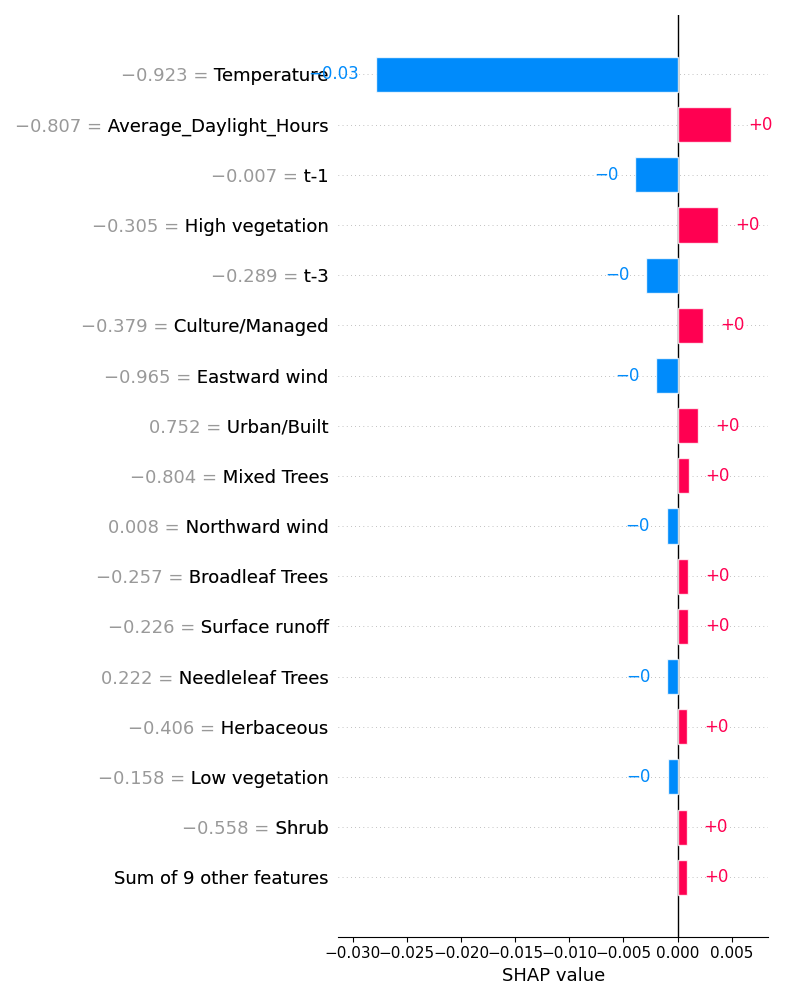 −0.923 = Temperature −0.03
−0.807 = Average_Daylight_Hours +0
−0.007 = t-1 −0
−0.305 = High vegetation +0
−0.289 = t-3 −0
−0.379 = Culture/Managed +0
−0.965 = Eastward wind −0
0.752 = Urban/Built +0
−0.804 = Mixed Trees +0
0.008 = Northward wind −0
−0.257 = Broadleaf Trees +0
−0.226 = Surface runoff +0
0.222 = Needleleaf Trees −0
−0.406 = Herbaceous +0
−0.158 = Low vegetation −0
−0.558 = Shrub +0
Sum of 9 other features +0
−0.030 −0.025 −0.020 −0.015 −0.010 −0.005 0.000 0.005
SHAP value